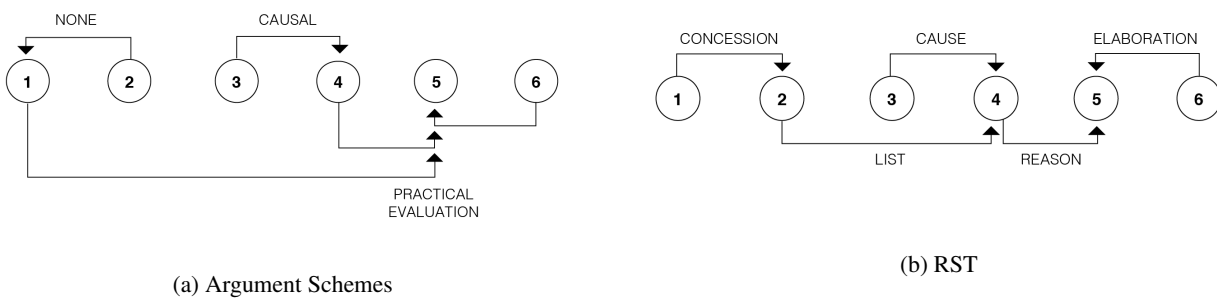 NONE
CAUSAL
1
2
3
4
5
6
PRACTICAL
EVALUATION
(a) Argument Schemes
CONCESSION
CAUSE
ELABORATION
1
2
3
4
5
6
LIST
REASON
(b) RST